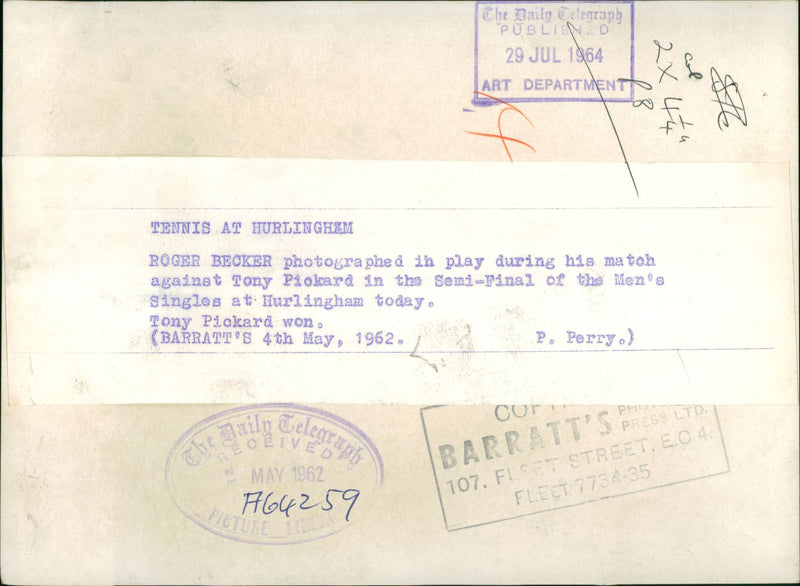 The Daily Telegraph
PUBLISHED
29 JUL 1964
ART DEPARTMENT
2 X 4 1/4"
P8
TENNIS AT HURLINGHAM
ROGER BECKER photographed in play during his match
against Tony Pickard in the Semi-Final of the Men's
Singles at Hurlingham today.
Tony Pickard won.
(BARRATT'S 4th May, 1962. P. Perry.)
The Daily Telegraph
RECEIVED
MAY 1962
A64259
PICTURE
BARRATT'S
PRESS LTD.
107, FLEET STREET, E.C 4.
FLEET 7734-35